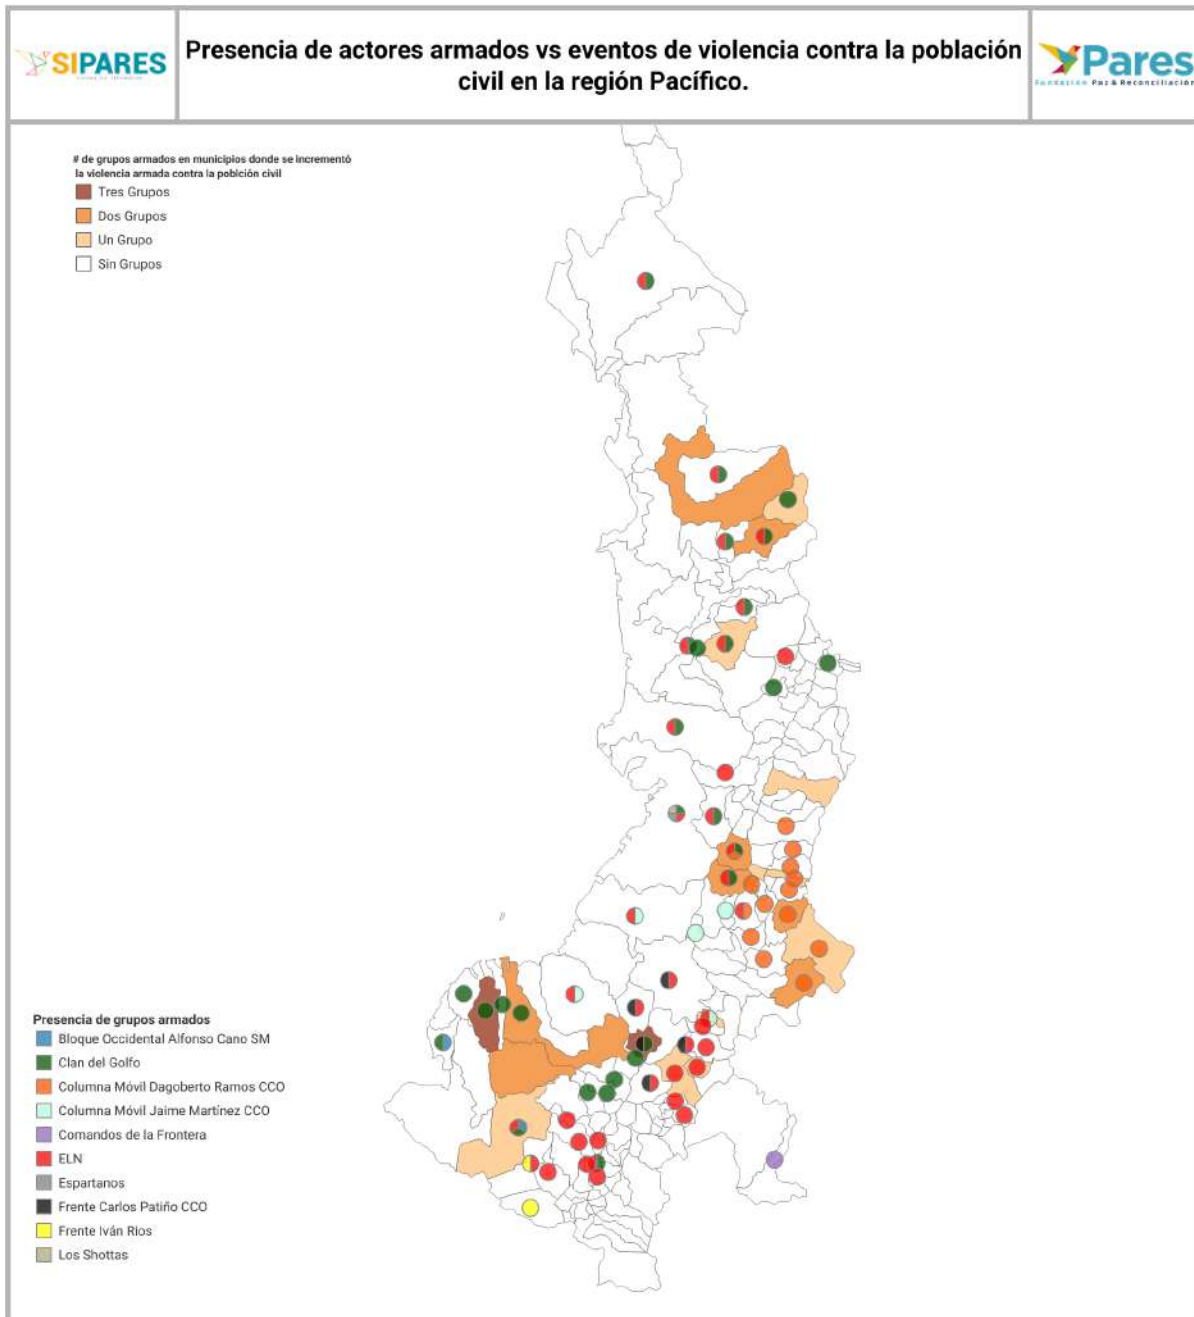 SIPARES
Presencia de actores armados vs eventos de violencia contra la población
civil en la región Pacífico.
Pares
Fundación Paz & Reconciliación
# de grupos armados en municipios donde se incrementó
la violencia armada contra la poblción civil
Tres Grupos
Dos Grupos
Un Grupo
Sin Grupos
Presencia de grupos armados
Bloque Occidental Alfonso Cano SM
Clan del Golfo
Columna Móvil Dagoberto Ramos CCO
Columna Móvil Jaime Martínez CCO
Comandos de la Frontera
ELN
Espartanos
Frente Carlos Patiño CCO
Frente Iván Rios
Los Shottas